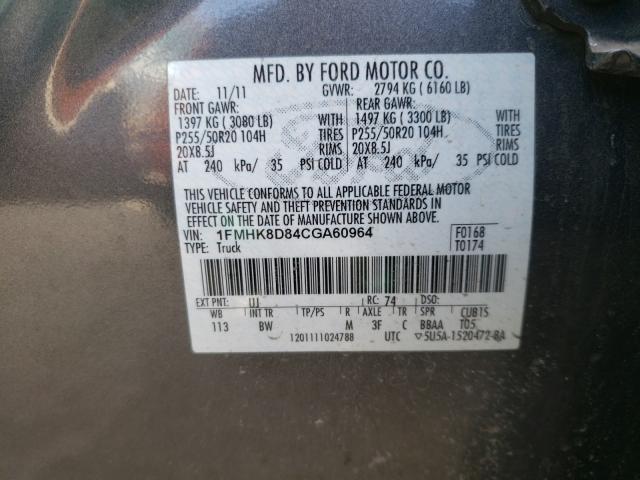 MFD. BY FORD MOTOR CO.
DATE: 11/11 GVWR: 2794 KG ( 6160 LB)
FRONT GAWR: REAR GAWR:
1397 KG ( 3080 LB) WITH 1497 KG ( 3300 LB) WITH
P255/50R20 104H TIRES P255/50R20 104H TIRES
20X8.5J RIMS 20X8.5J RIMS
AT 240 kPa/ 35 PSI COLD AT 240 kPa/ 35 PSI COLD
THIS VEHICLE CONFORMS TO ALL APPLICABLE FEDERAL MOTOR
VEHICLE SAFETY AND THEFT PREVENTION STANDARDS IN
EFFECT ON THE DATE OF MANUFACTURE SHOWN ABOVE.
VIN: 1FMHK8D84CGA60964 F0168
TYPE: Truck T0174
EXT PNT: UJ RC: 74 DSO:
WB INT TR TP/PS R AXLE TR SPR CUB1S
113 BW M 3F C BBAA T05
1201111024788 UTC ▽5U5A-1520472-BA